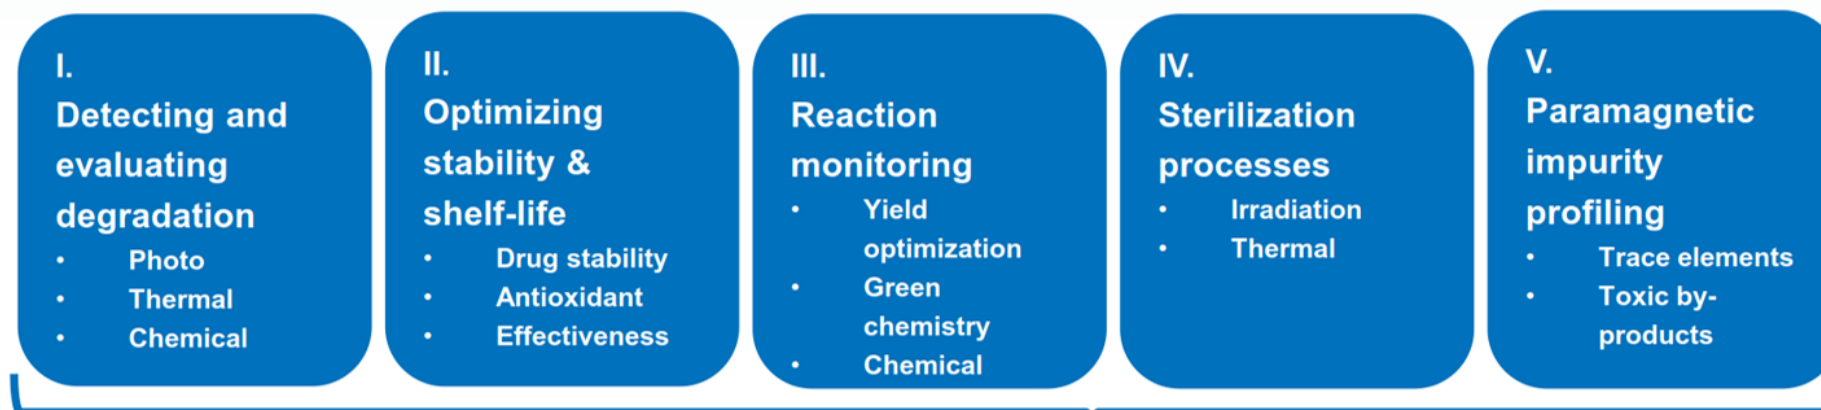 I.
Detecting and
evaluating
degradation
• Photo
• Thermal
• Chemical
II.
Optimizing
stability &
shelf-life
• Drug stability
• Antioxidant
• Effectiveness
III.
Reaction
monitoring
• Yield
optimization
• Green
chemistry
• Chemical
IV.
Sterilization
processes
• Irradiation
• Thermal
V.
Paramagnetic
impurity
profiling
• Trace elements
• Toxic by-
products